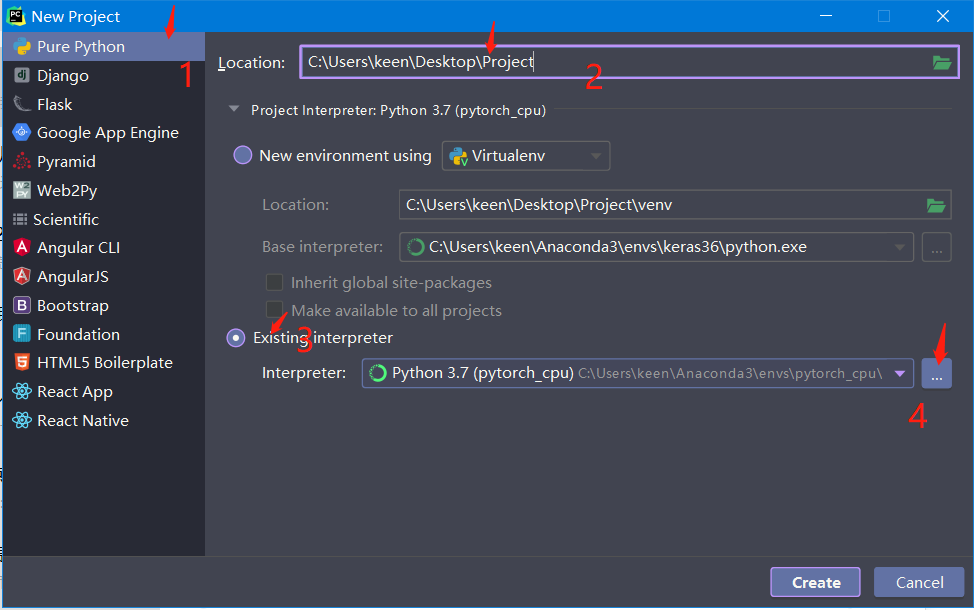 New Project
Pure Python
1
Django
Flask
Google App Engine
Pyramid
Web2Py
Scientific
Angular CLI
AngularJS
Bootstrap
Foundation
HTML5 Boilerplate
React App
React Native
Location: C:\Users\keen\Desktop\Project
2
Project Interpreter: Python 3.7 (pytorch_cpu)
New environment using Virtualenv
Location: C:\Users\keen\Desktop\Project\venv
Base interpreter: C:\Users\keen\Anaconda3\envs\keras36\python.exe ...
Inherit global site-packages
Make available to all projects
3
Existing interpreter
Interpreter: Python 3.7 (pytorch_cpu) C:\Users\keen\Anaconda3\envs\pytorch_cpu\ ...
4
Create Cancel